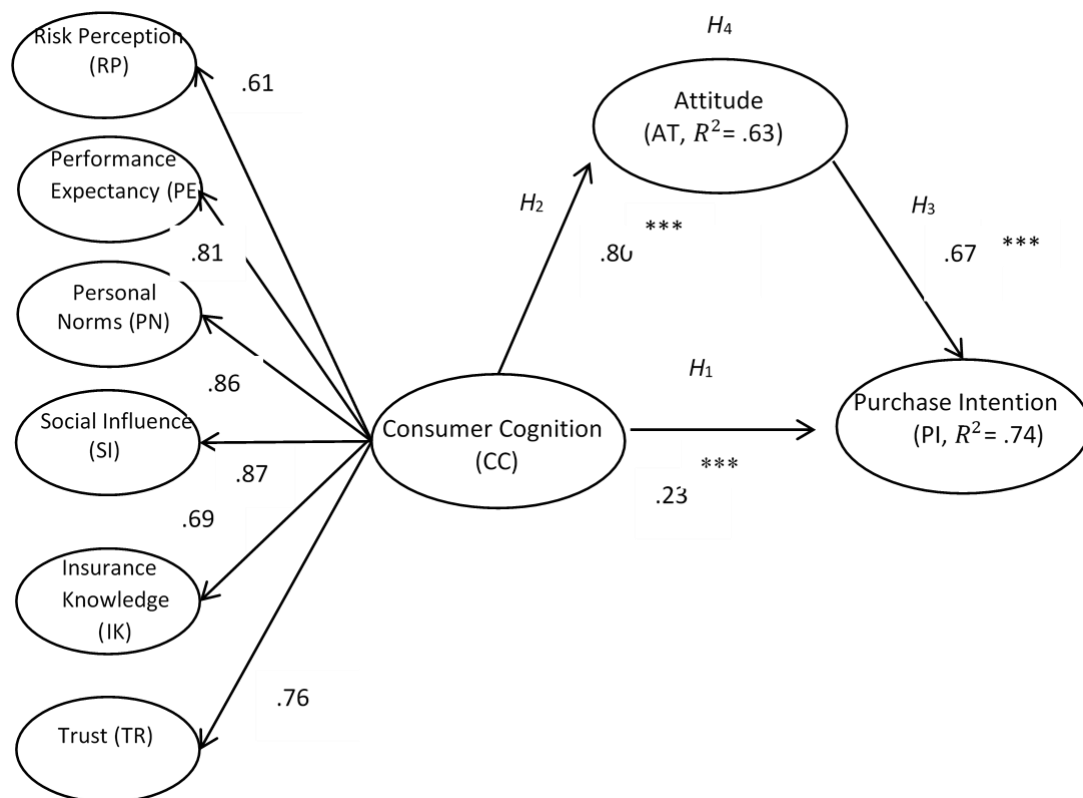 Risk Perception
(RP)
.61
Performance
Expectancy (PE
.81
Personal
Norms (PN)
.86
Social Influence
(SI)
.87
.69
Insurance
Knowledge
(IK)
.76
Trust (TR)
Consumer Cognition
(CC)
H4
Attitude
(AT, R²= .63)
H2
.80 ***
H3
.67 ***
H1
.23 ***
Purchase Intention
(PI, R²= .74)